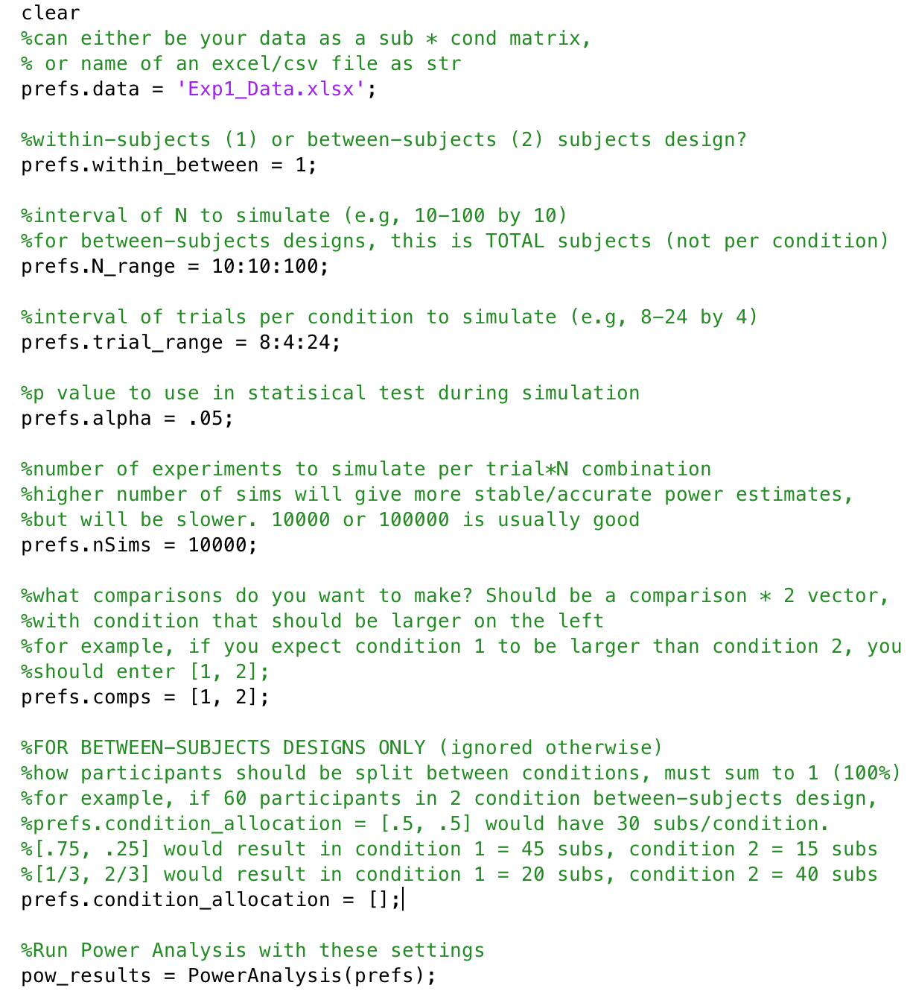 clear
%can either be your data as a sub * cond matrix,
% or name of an excel/csv file as str
prefs.data = 'Exp1_Data.xlsx';
%within-subjects (1) or between-subjects (2) subjects design?
prefs.within_between = 1;
%interval of N to simulate (e.g, 10-100 by 10)
%for between-subjects designs, this is TOTAL subjects (not per condition)
prefs.N_range = 10:10:100;
%interval of trials per condition to simulate (e.g, 8-24 by 4)
prefs.trial_range = 8:4:24;
%p value to use in statisical test during simulation
prefs.alpha = .05;
%number of experiments to simulate per trial*N combination
%higher number of sims will give more stable/accurate power estimates,
%but will be slower. 10000 or 100000 is usually good
prefs.nSims = 10000;
%what comparisons do you want to make? Should be a comparison * 2 vector,
%with condition that should be larger on the left
%for example, if you expect condition 1 to be larger than condition 2, you
%should enter [1, 2];
prefs.comps = [1, 2];
%FOR BETWEEN-SUBJECTS DESIGNS ONLY (ignored otherwise)
%how participants should be split between conditions, must sum to 1 (100%)
%for example, if 60 participants in 2 condition between-subjects design,
%prefs.condition_allocation = [.5, .5] would have 30 subs/condition.
%[.75, .25] would result in condition 1 = 45 subs, condition 2 = 15 subs
%[1/3, 2/3] would result in condition 1 = 20 subs, condition 2 = 40 subs
prefs.condition_allocation = [];
%Run Power Analysis with these settings
pow_results = PowerAnalysis(prefs);